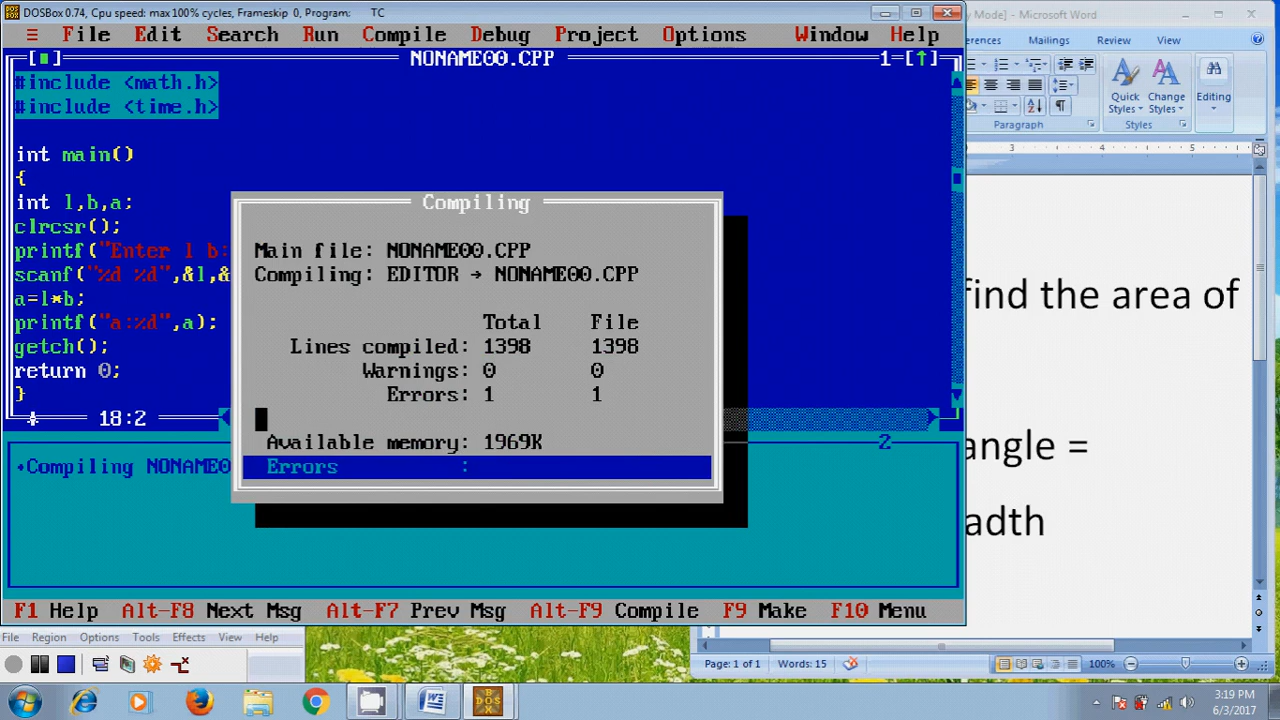 DOSBox 0.74, Cpu speed: max 100% cycles, Frameskip 0, Program: TC
File Edit Search Run Compile Debug Project Options Window Help
NONAME00.CPP 1=[↑]
#include <math.h>
#include <time.h>
int main()
{
int l,b,a;
clrcsr();
printf("Enter l b:
scanf("%d %d",&l,&
a=l*b;
printf("a:%d",a);
getch();
return 0;
}
18:2
Compiling
Main file: NONAME00.CPP
Compiling: EDITOR → NONAME00.CPP
Total File
Lines compiled: 1398 1398
Warnings: 0 0
Errors: 1 1
Available memory: 1969K
Errors :
2
•Compiling NONAME0
F1 Help Alt-F8 Next Msg Alt-F7 Prev Msg Alt-F9 Compile F9 Make F10 Menu
y Mode] - Microsoft Word
erences Mailings Review View
Quick Styles Change Styles Editing
Paragraph Styles
3 4 5
find the area of
angle =
adth
File Region Options Tools Effects View Help
Page: 1 of 1 Words: 15 100%
3:19 PM
6/3/2017